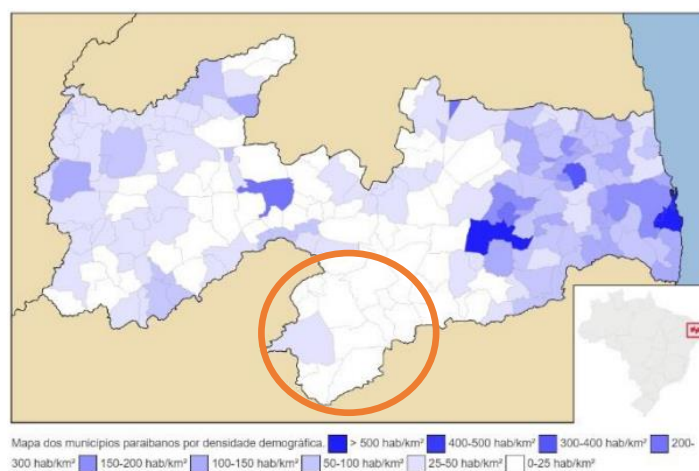 Mapa dos municípios paraibanos por densidade demográfica. > 500 hab/km² 400-500 hab/km² 300-400 hab/km² 200-
300 hab/km² 150-200 hab/km² 100-150 hab/km² 50-100 hab/km² 25-50 hab/km² 0-25 hab/km²